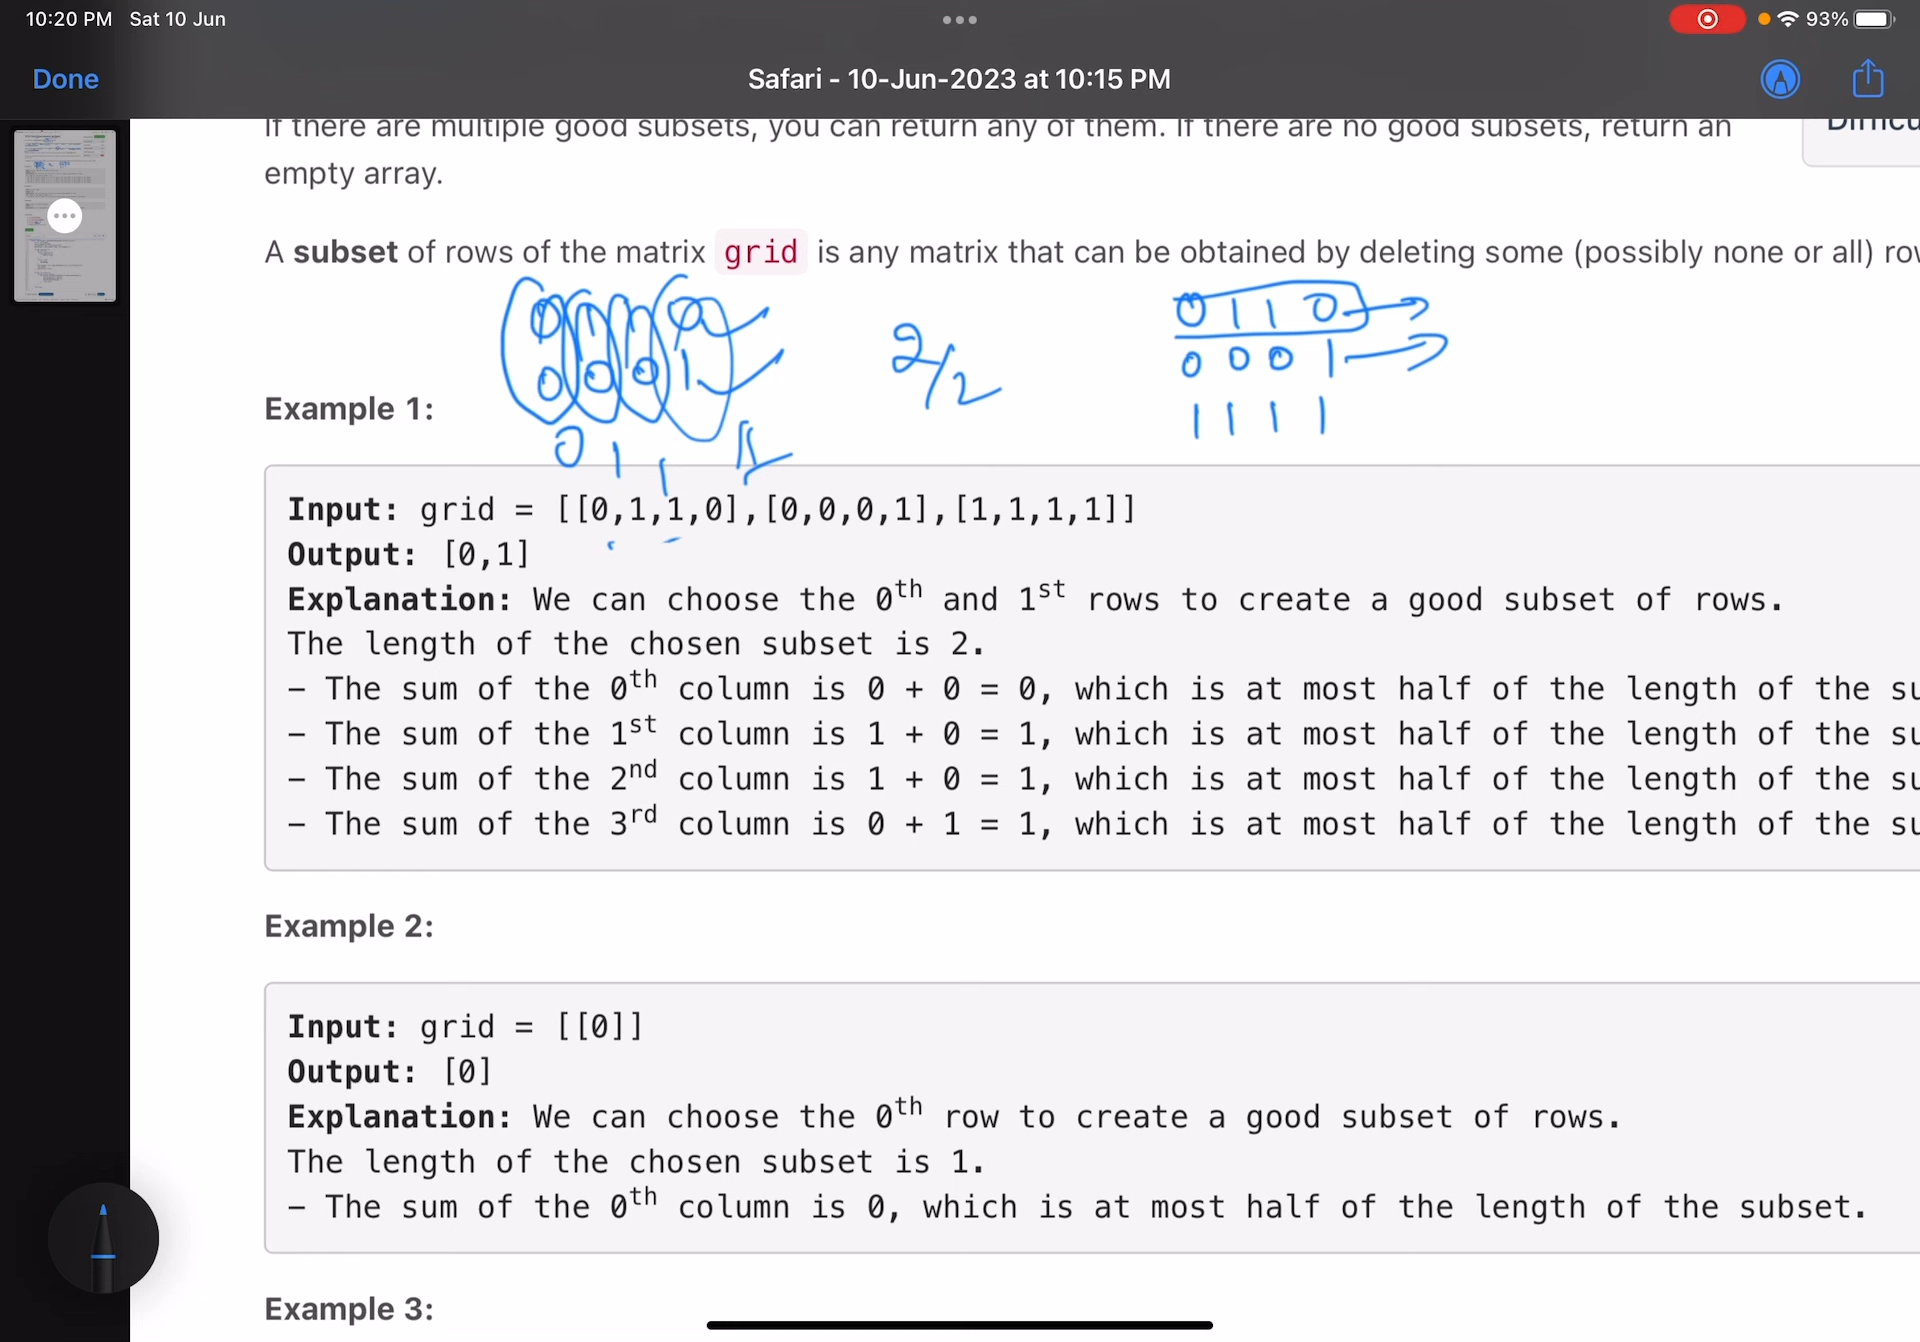 10:20 PM Sat 10 Jun
93%
Done
Safari - 10-Jun-2023 at 10:15 PM
If there are multiple good subsets, you can return any of them. If there are no good subsets, return an
empty array.
A subset of rows of the matrix grid is any matrix that can be obtained by deleting some (possibly none or all)
0 1 1 0
0 0 0 1
0 1 1 1
2/2
0 1 1 0
0 0 0 1
1 1 1 1
Example 1:
Input: grid = [[0,1,1,0],[0,0,0,1],[1,1,1,1]]
Output: [0,1]
Explanation: We can choose the 0th and 1st rows to create a good subset of rows.
The length of the chosen subset is 2.
- The sum of the 0th column is 0 + 0 = 0, which is at most half of the length of the
- The sum of the 1st column is 1 + 0 = 1, which is at most half of the length of the
- The sum of the 2nd column is 1 + 0 = 1, which is at most half of the length of the
- The sum of the 3rd column is 0 + 1 = 1, which is at most half of the length of the
Example 2:
Input: grid = [[0]]
Output: [0]
Explanation: We can choose the 0th row to create a good subset of rows.
The length of the chosen subset is 1.
- The sum of the 0th column is 0, which is at most half of the length of the subset.
Example 3: